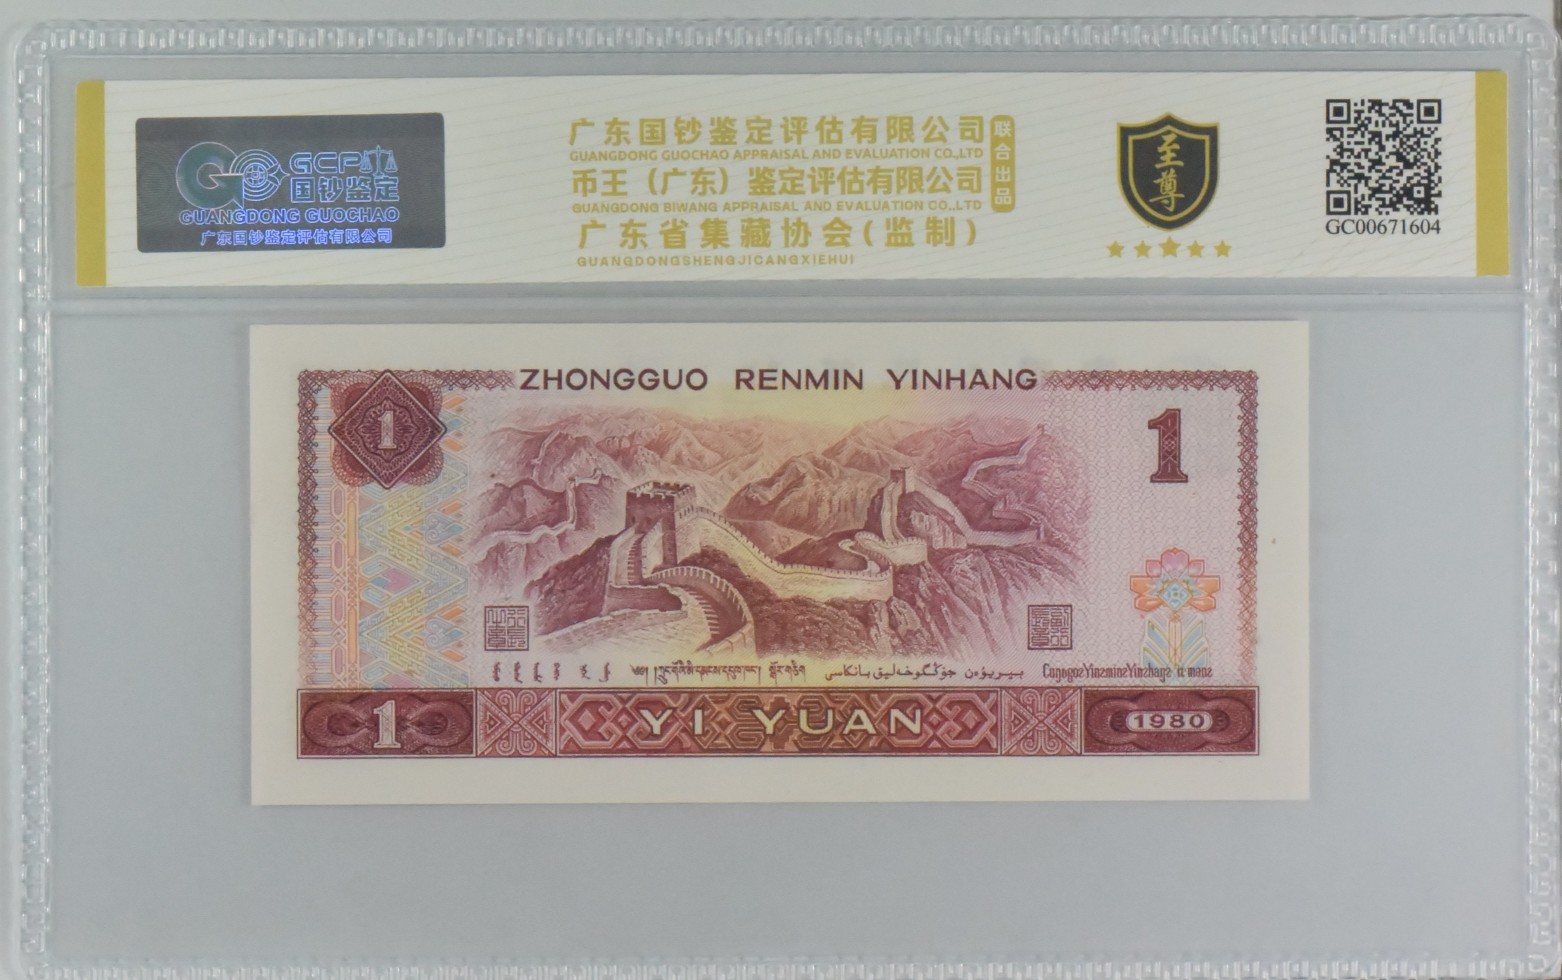 GCP
国钞鉴定
GUANGDONG GUOCHAO
广东国钞鉴定评估有限公司
广东国钞鉴定评估有限公司
GUANGDONG GUOCHAO APPRAISAL AND EVALUATION CO.,LTD
币王（广东）鉴定评估有限公司
GUANGDONG BIWANG APPRAISAL AND EVALUATION CO.,LTD
广东省集藏协会(监制)
GUANGDONGSHENGJICANGXIEHUI
联合出品
至尊
GC00671604
ZHONGGUO RENMIN YINHANG
1
1
1
YI YUAN
1980